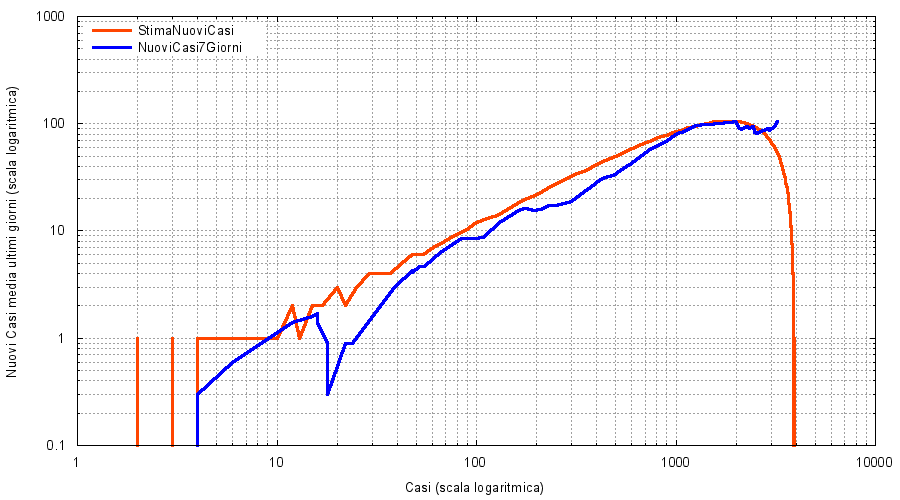 1000
StimaNuoviCasi
NuoviCasi7Giorni
100
10
1
0.1
Nuovi Casi media ultimi giorni (scala logaritmica)
1 10 100 1000 10000
Casi (scala logaritmica)